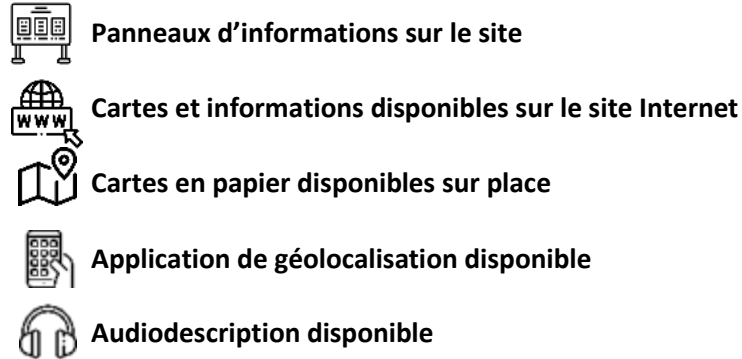 Panneaux d’informations sur le site
WWW
Cartes et informations disponibles sur le site Internet
Cartes en papier disponibles sur place
Application de géolocalisation disponible
Audiodescription disponible